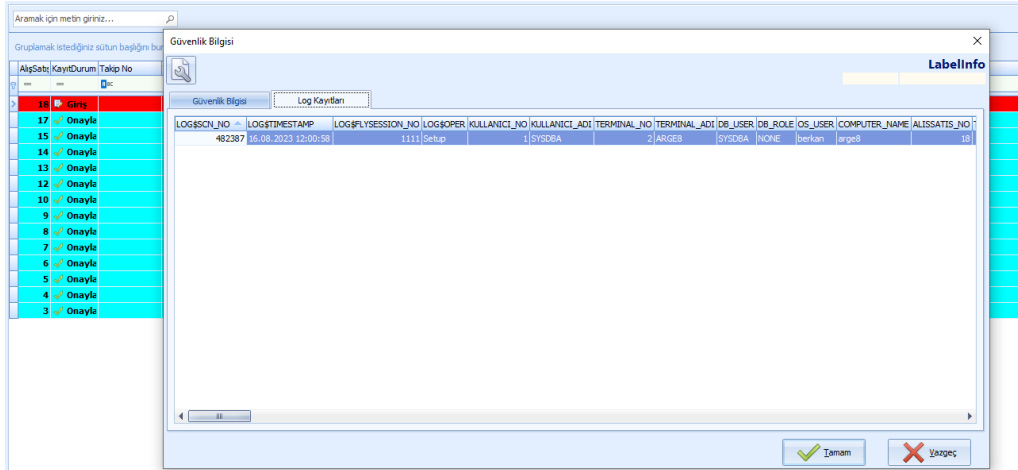 Aramak için metin giriniz...
Gruplamak istediğiniz sütun başlığını bur
AlışSatış KayıtDurum Takip No
= =
18 Giriş
17 Onayla
15 Onayla
14 Onayla
13 Onayla
12 Onayla
10 Onayla
9 Onayla
8 Onayla
7 Onayla
6 Onayla
5 Onayla
4 Onayla
3 Onayla
Güvenlik Bilgisi
LabelInfo
Güvenlik Bilgisi Log Kayıtları
LOG$SCN_NO LOG$TIMESTAMP LOG$FLYSESSION_NO LOG$OPER KULLANICI_NO KULLANICI_ADI TERMINAL_NO TERMINAL_ADI DB_USER DB_ROLE OS_USER COMPUTER_NAME ALISSATIS_NO
482387 16.08.2023 12:00:58 1111 Setup 1 SYSDBA 2 ARGE8 SYSDBA NONE berkan arge8 18
Tamam Vazgeç